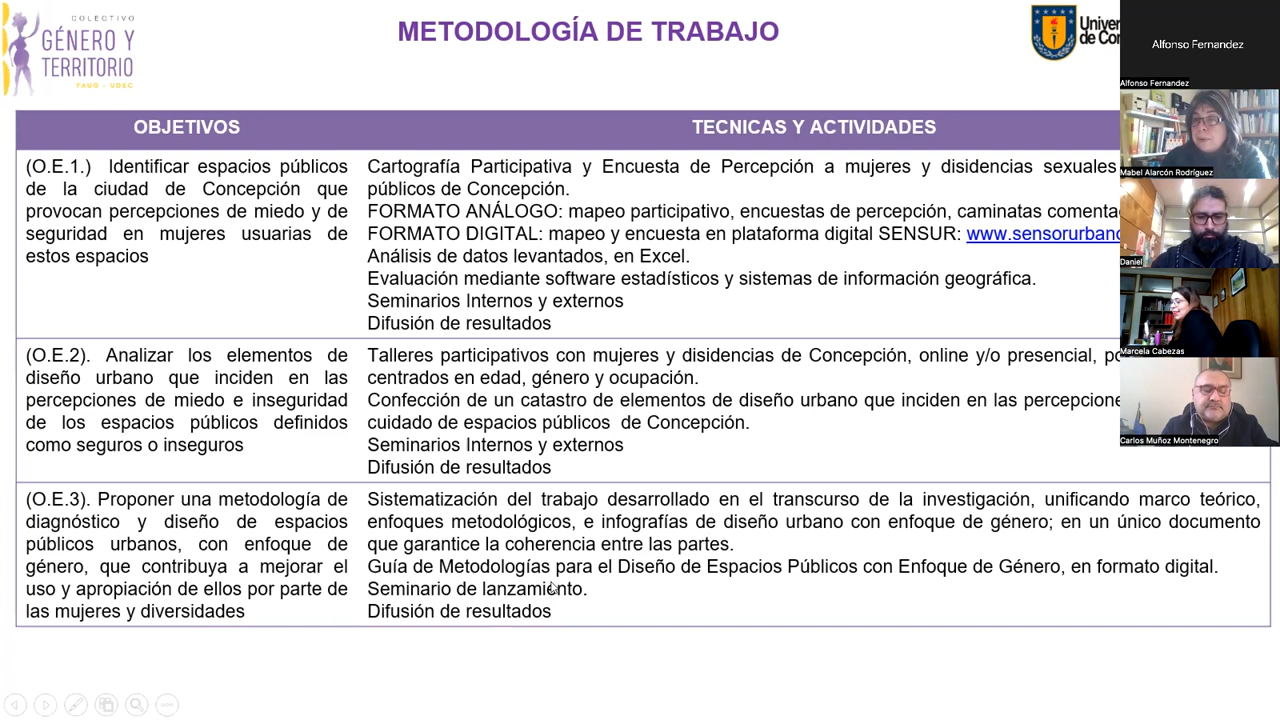 COLECTIVO
GÉNERO Y
TERRITORIO
FAUG - UDEC
METODOLOGÍA DE TRABAJO
Alfonso Fernandez
Alfonso Fernandez
Mabel Alarcón Rodríguez
Daniel
Marcela Cabezas
Carlos Muñoz Montenegro
OBJETIVOS
TECNICAS Y ACTIVIDADES
(O.E.1.) Identificar espacios públicos
de la ciudad de Concepción que
provocan percepciones de miedo y de
seguridad en mujeres usuarias de
estos espacios
Cartografía Participativa y Encuesta de Percepción a mujeres y disidencias sexuales
públicos de Concepción.
FORMATO ANÁLOGO: mapeo participativo, encuestas de percepción, caminatas
FORMATO DIGITAL: mapeo y encuesta en plataforma digital SENSUR:
Análisis de datos levantados, en Excel.
Evaluación mediante software estadísticos y sistemas de información geográfica.
Seminarios Internos y externos
Difusión de resultados
(O.E.2). Analizar los elementos de
diseño urbano que inciden en las
percepciones de miedo e inseguridad
de los espacios públicos definidos
como seguros o inseguros
Talleres participativos con mujeres y disidencias de Concepción, online y/o presencial,
centrados en edad, género y ocupación.
Confección de un catastro de elementos de diseño urbano que inciden en las
cuidado de espacios públicos de Concepción.
Seminarios Internos y externos
Difusión de resultados
(O.E.3). Proponer una metodología de
diagnóstico y diseño de espacios
públicos urbanos, con enfoque de
género, que contribuya a mejorar el
uso y apropiación de ellos por parte de
las mujeres y diversidades
Sistematización del trabajo desarrollado en el transcurso de la investigación, unificando marco teórico,
enfoques metodológicos, e infografías de diseño urbano con enfoque de género; en un único documento
que garantice la coherencia entre las partes.
Guía de Metodologías para el Diseño de Espacios Públicos con Enfoque de Género, en formato digital.
Seminario de lanzamiento.
Difusión de resultados